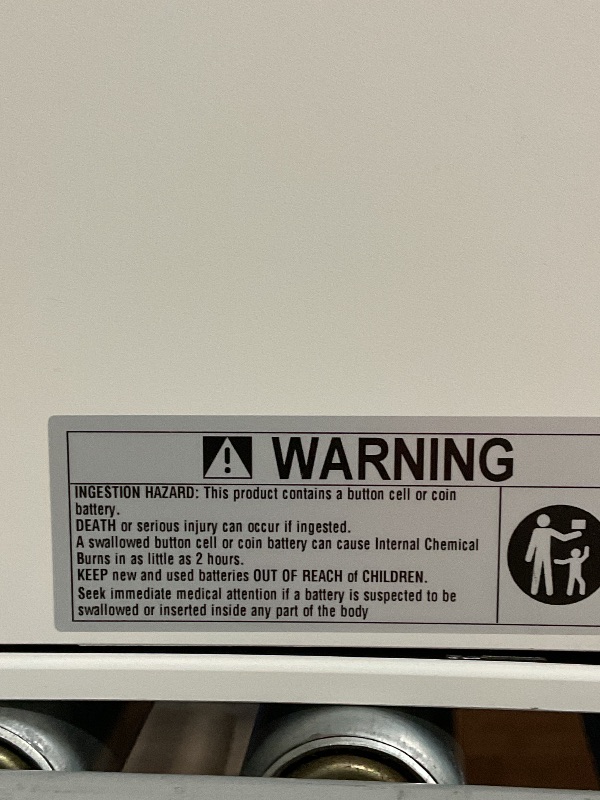 WARNING
INGESTION HAZARD: This product contains a button cell or coin
battery.
DEATH or serious injury can occur if ingested.
A swallowed button cell or coin battery can cause Internal Chemical
Burns in as little as 2 hours.
KEEP new and used batteries OUT OF REACH of CHILDREN.
Seek immediate medical attention if a battery is suspected to be
swallowed or inserted inside any part of the body